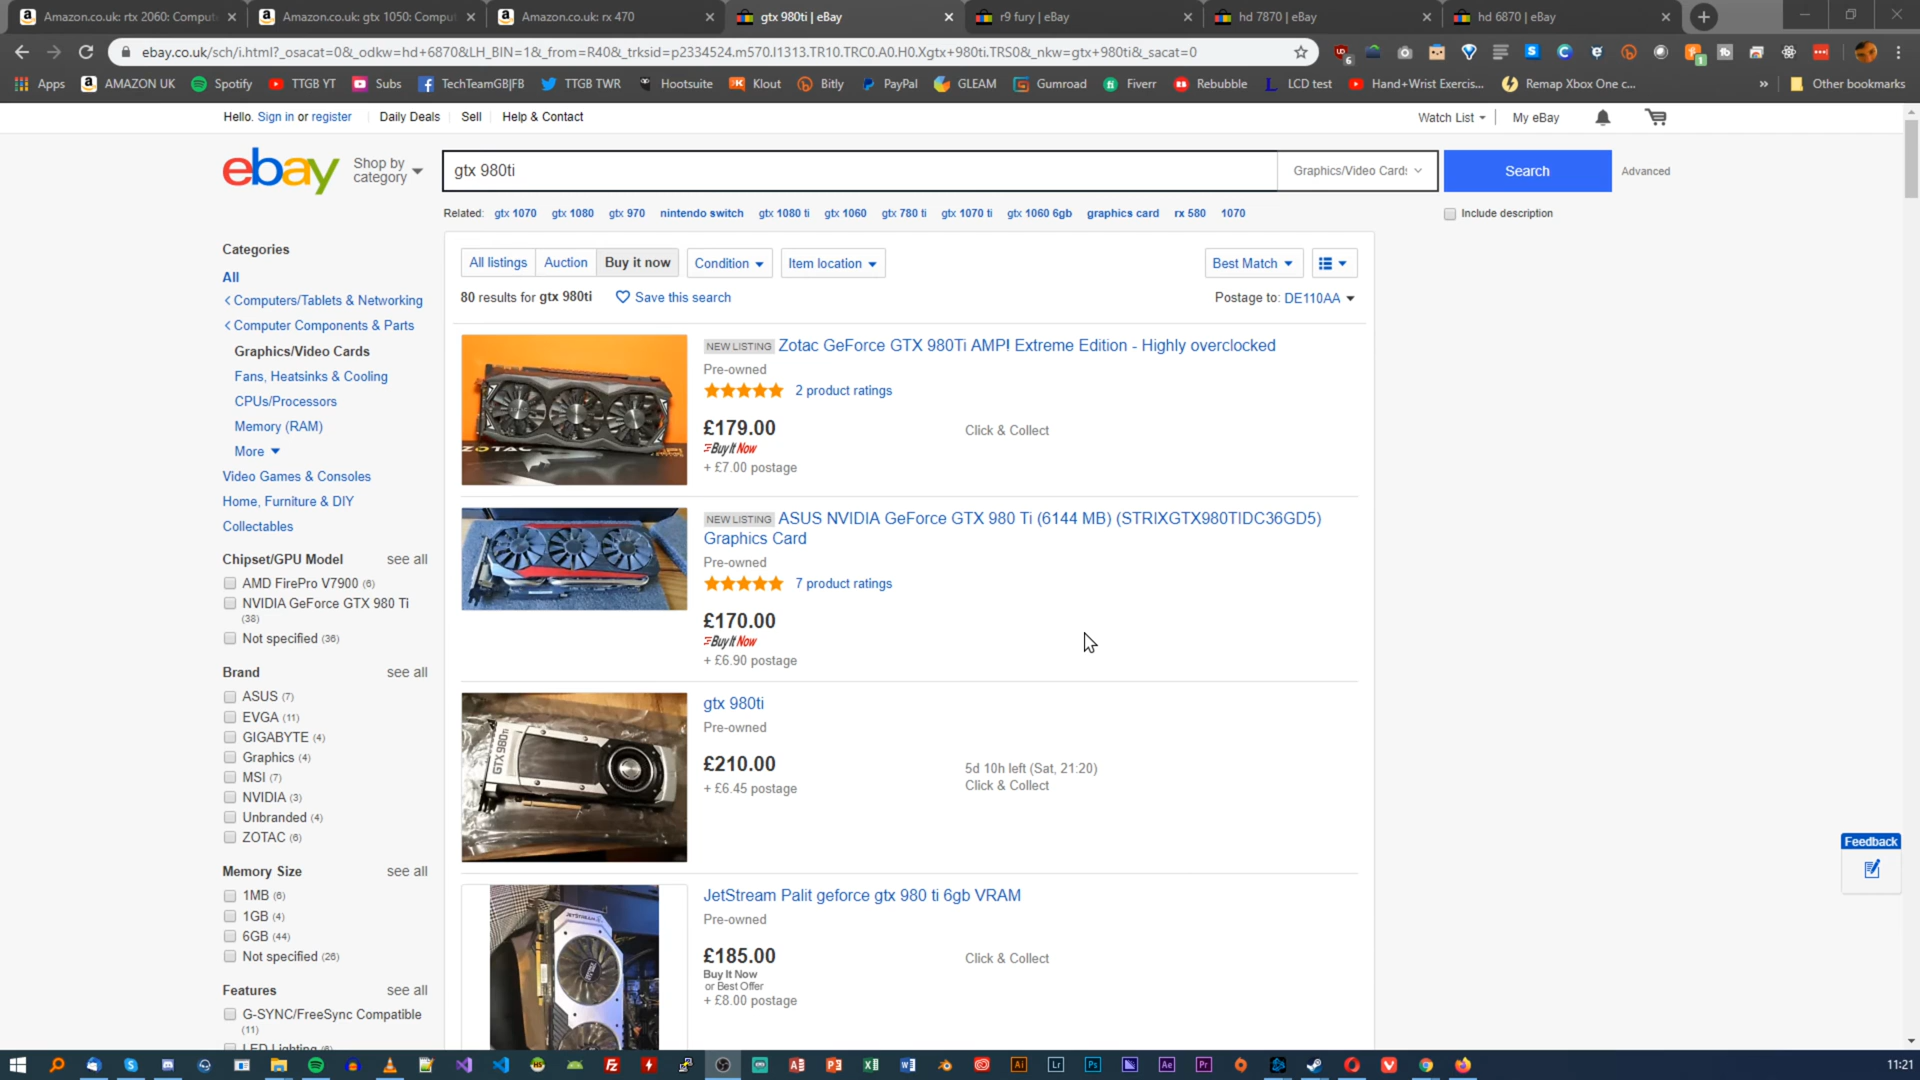 Amazon.co.uk: rtx 2060: Comput
Amazon.co.uk: gtx 1050: Comput
Amazon.co.uk: rx 470
gtx 980ti | eBay
r9 fury | eBay
hd 7870 | eBay
hd 6870 | eBay
ebay.co.uk/sch/i.html?_osacat=0&_odkw=hd+6870&LH_BIN=1&_from=R40&_trksid=p2334524.m570.l1313.TR10.TRC0.A0.H0.Xgtx+980ti.TRS0&_nkw=gtx+980ti&_sacat=0
Apps
AMAZON UK
Spotify
TTGB YT
Subs
TechTeamGB|FB
TTGB TWR
Hootsuite
Klout
Bitly
PayPal
GLEAM
Gumroad
Fiverr
Rebubble
LCD test
Hand+Wrist Exercis...
Remap Xbox One c...
Other bookmarks
Hello. Sign in or register
Daily Deals
Sell
Help & Contact
Watch List
My eBay
ebay
Shop by
category
gtx 980ti
Graphics/Video Cards
Search
Advanced
Related: gtx 1070 gtx 1080 gtx 970 nintendo switch gtx 1080 ti gtx 1060 gtx 780 ti gtx 1070 ti gtx 1060 6gb graphics card rx 580 1070
Include description
Categories
All
Computers/Tablets & Networking
Computer Components & Parts
Graphics/Video Cards
Fans, Heatsinks & Cooling
CPUs/Processors
Memory (RAM)
More
Video Games & Consoles
Home, Furniture & DIY
Collectables
Chipset/GPU Model see all
AMD FirePro V7900 (6)
NVIDIA GeForce GTX 980 Ti
(38)
Not specified (36)
Brand see all
ASUS (7)
EVGA (11)
GIGABYTE (4)
Graphics (4)
MSI (7)
NVIDIA (3)
Unbranded (4)
ZOTAC (6)
Memory Size see all
1MB (6)
1GB (4)
6GB (44)
Not specified (26)
Features see all
G-SYNC/FreeSync Compatible
(11)
All listings
Auction
Buy it now
Condition
Item location
Best Match
80 results for gtx 980ti
Save this search
Postage to: DE110AA
NEW LISTING Zotac GeForce GTX 980Ti AMP! Extreme Edition - Highly overclocked
Pre-owned
2 product ratings
£179.00
Buy It Now
+ £7.00 postage
Click & Collect
NEW LISTING ASUS NVIDIA GeForce GTX 980 Ti (6144 MB) (STRIXGTX980TIDC36GD5)
Graphics Card
Pre-owned
7 product ratings
£170.00
Buy It Now
+ £6.90 postage
gtx 980ti
Pre-owned
£210.00
+ £6.45 postage
5d 10h left (Sat, 21:20)
Click & Collect
JetStream Palit geforce gtx 980 ti 6gb VRAM
Pre-owned
£185.00
Buy It Now
or Best Offer
+ £8.00 postage
Click & Collect
Feedback
11:21